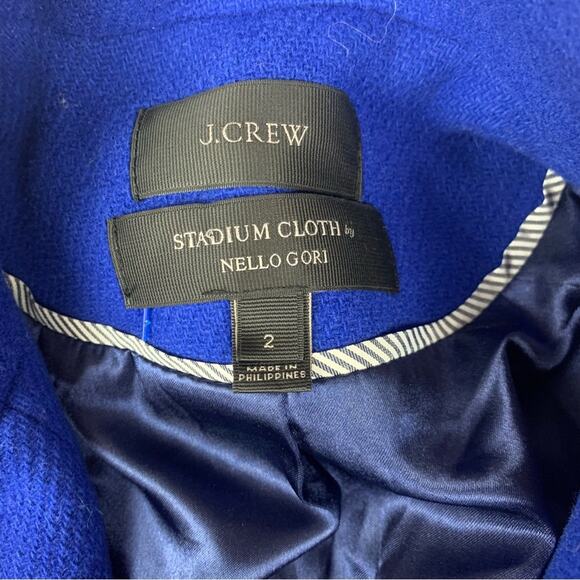 J.CREW
STADIUM CLOTH by
NELLO GORI
2
MADE IN
PHILIPPINES